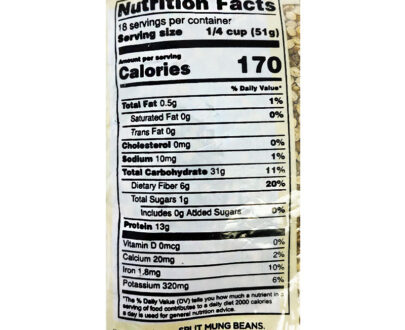 Nutrition Facts
18 servings per container
Serving size 1/4 cup (51g)
Amount per serving
Calories 170
% Daily Value*
Total Fat 0.5g 1%
Saturated Fat 0g 0%
Trans Fat 0g
Cholesterol 0mg 0%
Sodium 10mg 1%
Total Carbohydrate 31g 11%
Dietary Fiber 6g 20%
Total Sugars 1g
Includes 0g Added Sugars 0%
Protein 13g
Vitamin D 0mcg 0%
Calcium 20mg 2%
Iron 1.8mg 10%
Potassium 320mg 6%
*The % Daily Value (DV) tells you how much a nutrient in a
serving of food contributes to a daily diet 2000 calories
a day is used for general nutrition advice.
SPLIT MUNG BEANS.